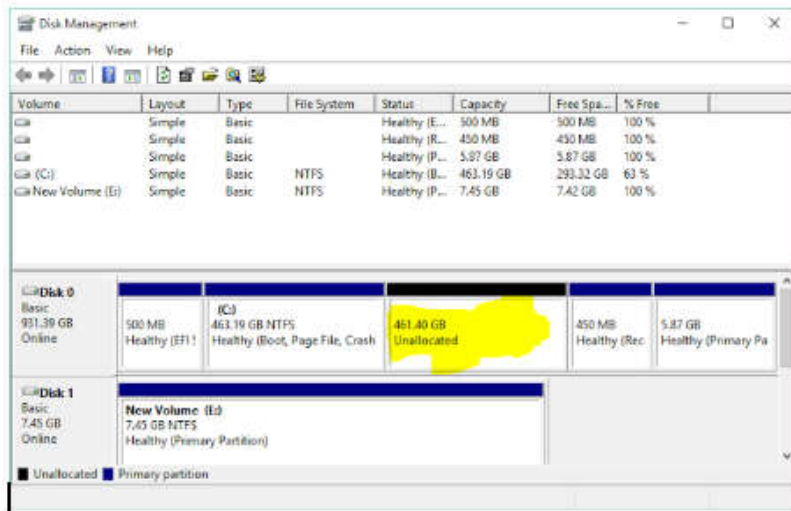 Disk Management
File Action View Help
Volume Layout Type File System Status Capacity Free Spa... % Free
Simple Basic Healthy (E... 500 MB 500 MB 100 %
Simple Basic Healthy (R... 450 MB 450 MB 100 %
Simple Basic Healthy (P... 5.87 GB 5.87 GB 100 %
(C:) Simple Basic NTFS Healthy (B... 463.19 GB 293.32 GB 63 %
New Volume (E:) Simple Basic NTFS Healthy (P... 7.45 GB 7.42 GB 100 %
Disk 0
Basic
931.39 GB
Online
500 MB
Healthy (EFI S
(C:)
463.19 GB NTFS
Healthy (Boot, Page File, Crash
461.40 GB
Unallocated
450 MB
Healthy (Rec
5.87 GB
Healthy (Primary Pa
Disk 1
Basic
7.45 GB
Online
New Volume (E:)
7.45 GB NTFS
Healthy (Primary Partition)
Unallocated Primary partition